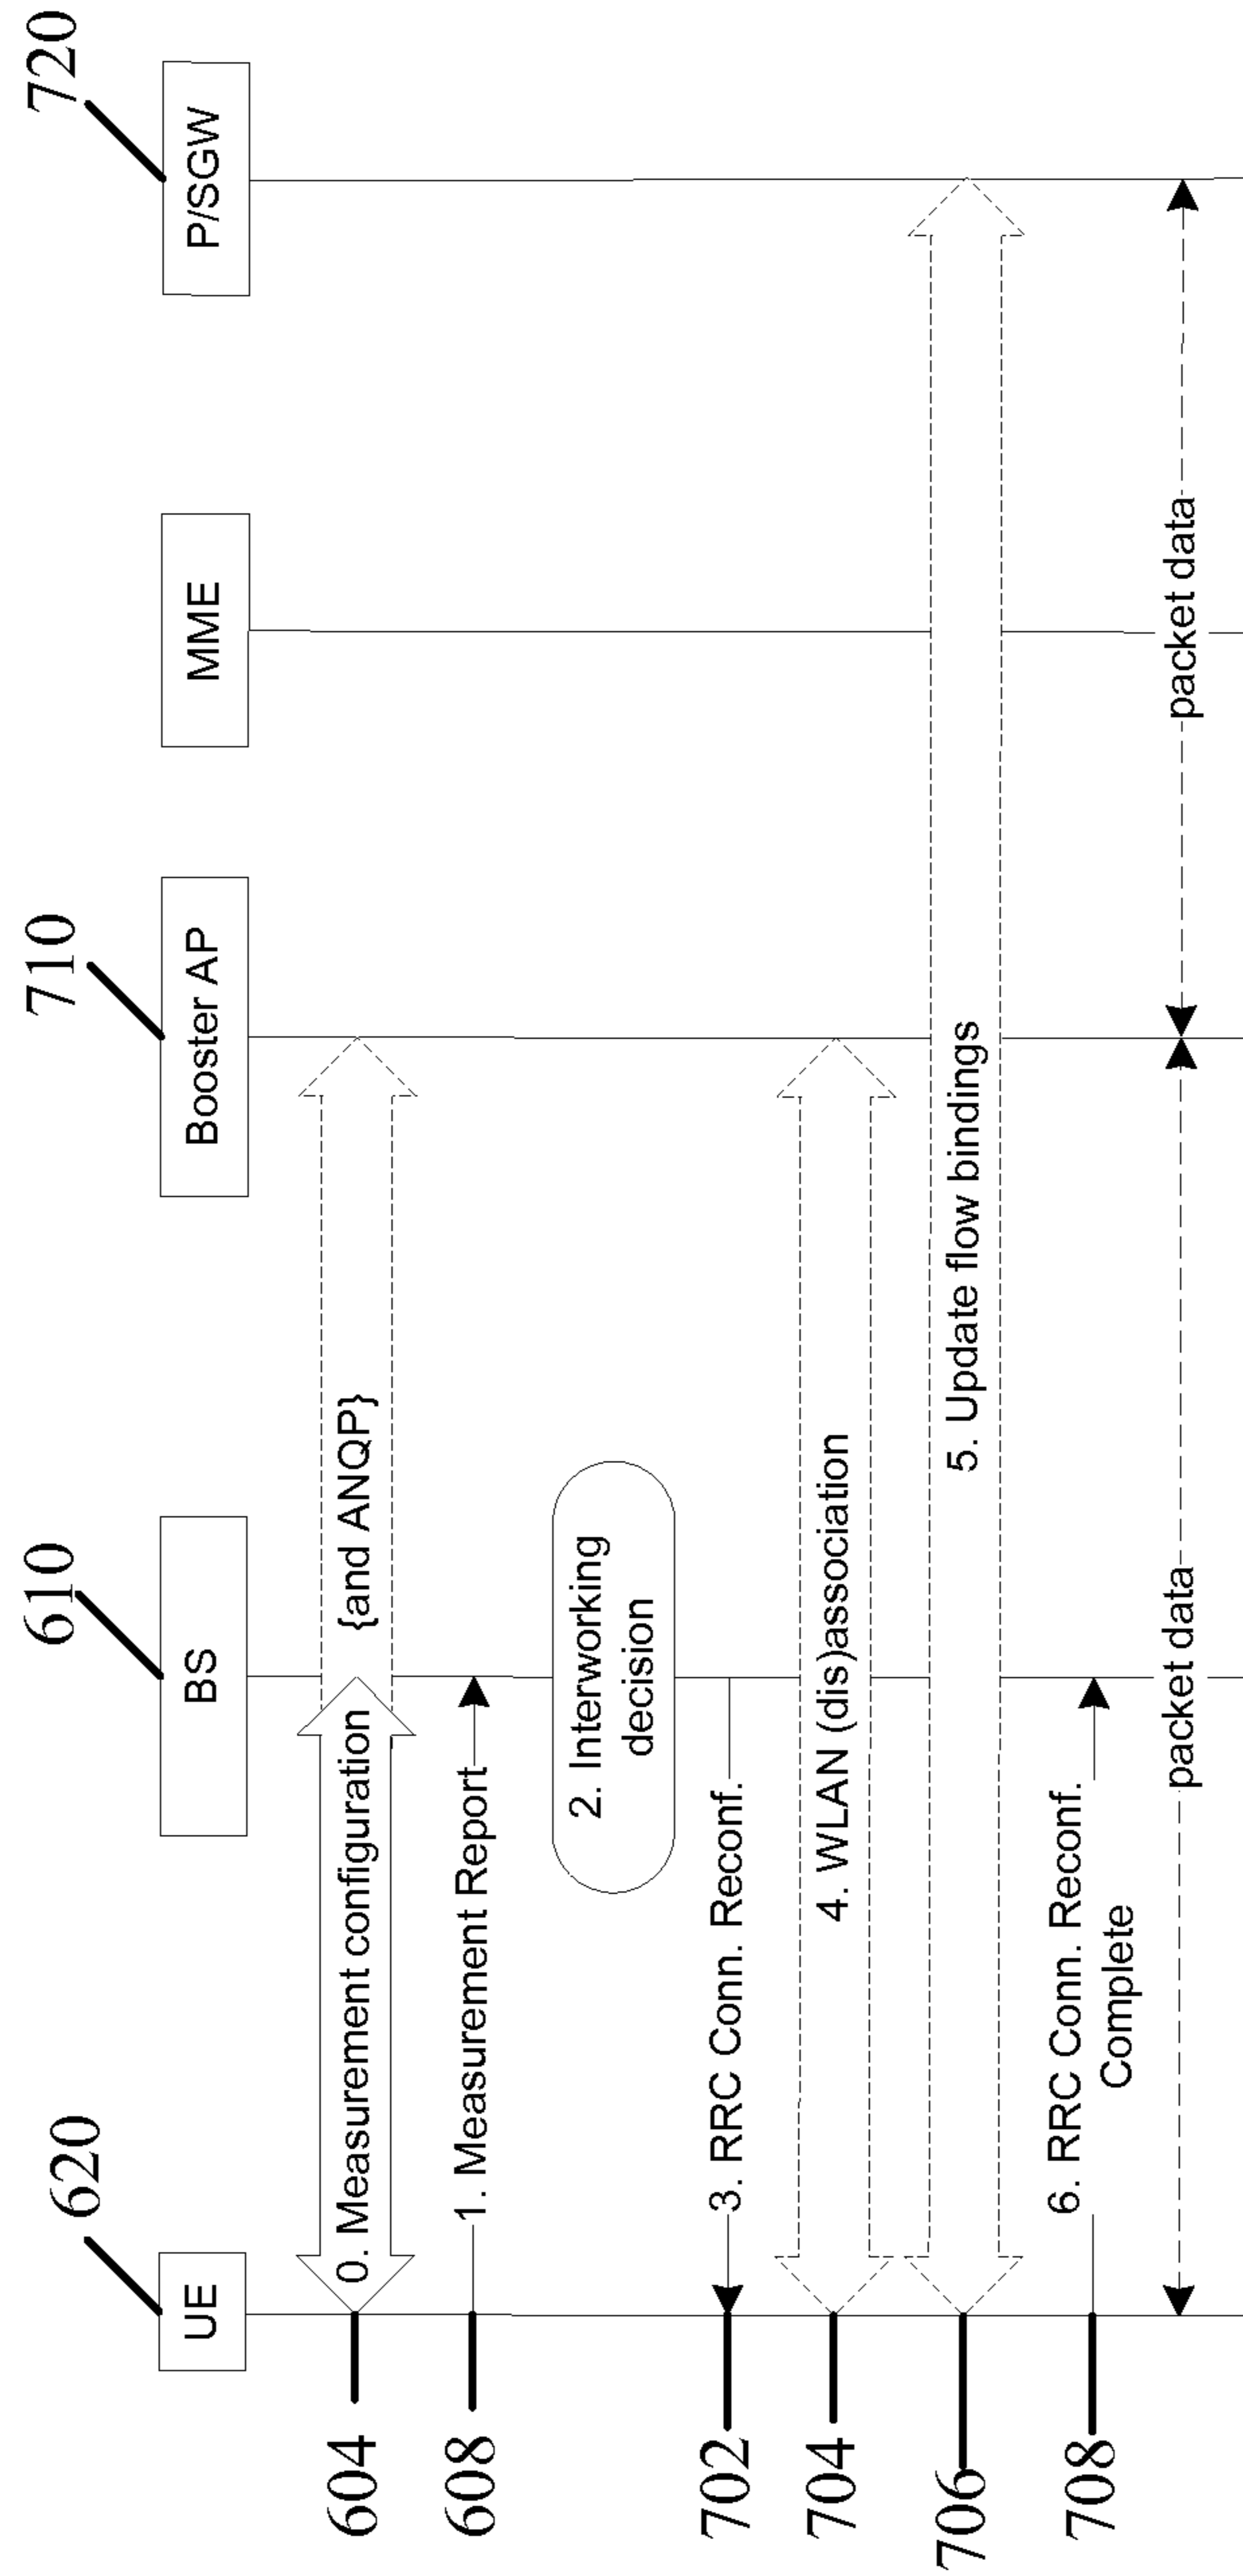 620
610
710
720
UE
BS
Booster AP
MME
P/SGW
604
0. Measurement configuration
{and ANQP}
608
1. Measurement Report
2. Interworking
decision
702
3. RRC Conn. Reconf.
704
4. WLAN (dis)association
706
5. Update flow bindings
708
6. RRC Conn. Reconf.
Complete
packet data
packet data